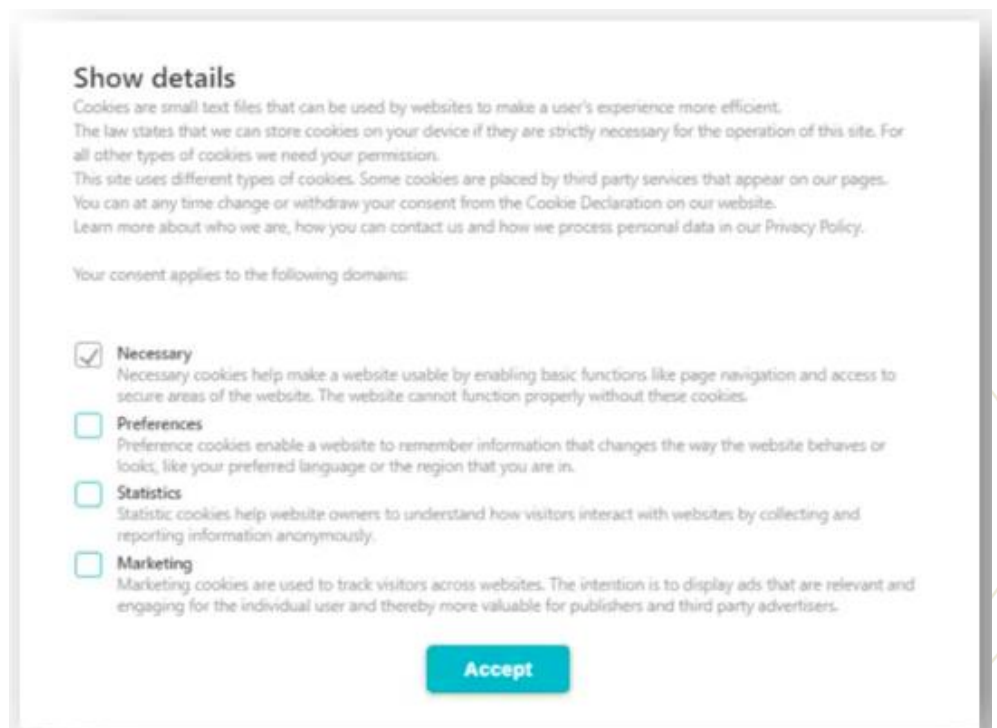 Show details
Cookies are small text files that can be used by websites to make a user's experience more efficient.
The law states that we can store cookies on your device if they are strictly necessary for the operation of this site. For
all other types of cookies we need your permission.
This site uses different types of cookies. Some cookies are placed by third party services that appear on our pages.
You can at any time change or withdraw your consent from the Cookie Declaration on our website.
Learn more about who we are, how you can contact us and how we process personal data in our Privacy Policy.
Your consent applies to the following domains:
Necessary
Necessary cookies help make a website usable by enabling basic functions like page navigation and access to
secure areas of the website. The website cannot function properly without these cookies.
Preferences
Preference cookies enable a website to remember information that changes the way the website behaves or
looks, like your preferred language or the region that you are in.
Statistics
Statistic cookies help website owners to understand how visitors interact with websites by collecting and
reporting information anonymously.
Marketing
Marketing cookies are used to track visitors across websites. The intention is to display ads that are relevant and
engaging for the individual user and thereby more valuable for publishers and third party advertisers.
Accept